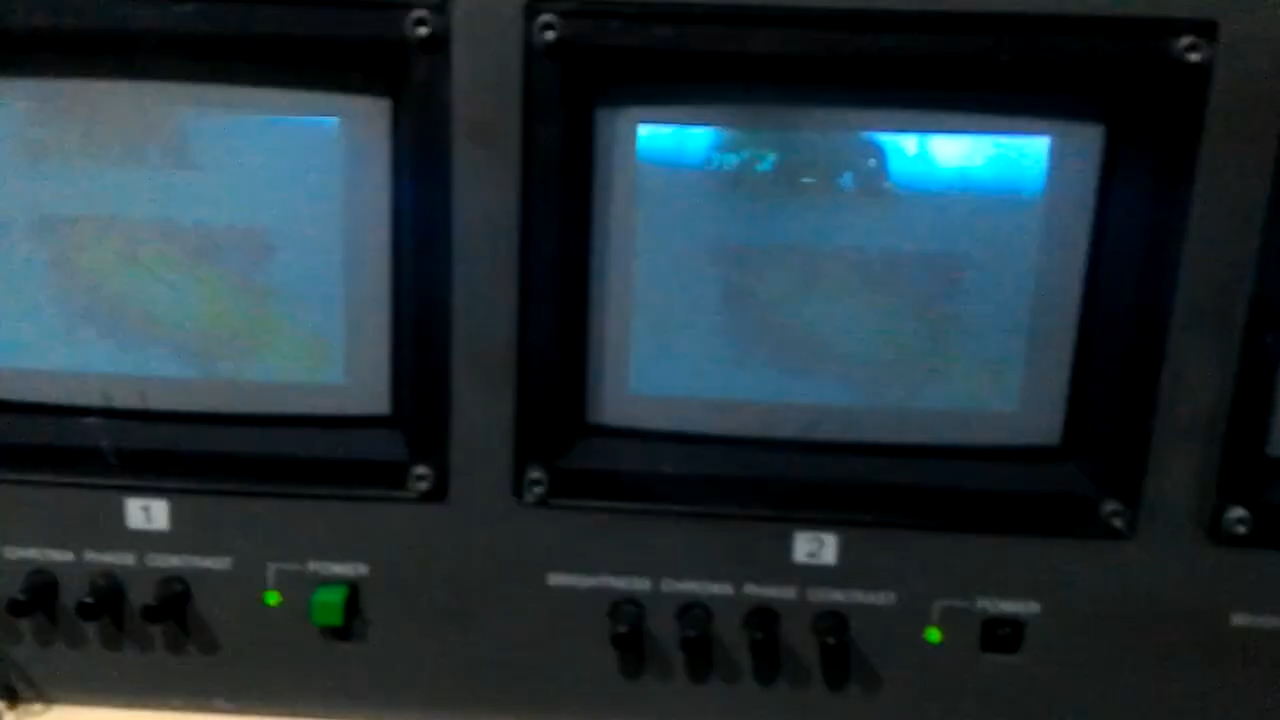 1
CHROMA PHASE CONTRAST
POWER
2
BRIGHTNESS CHROMA PHASE CONTRAST
POWER